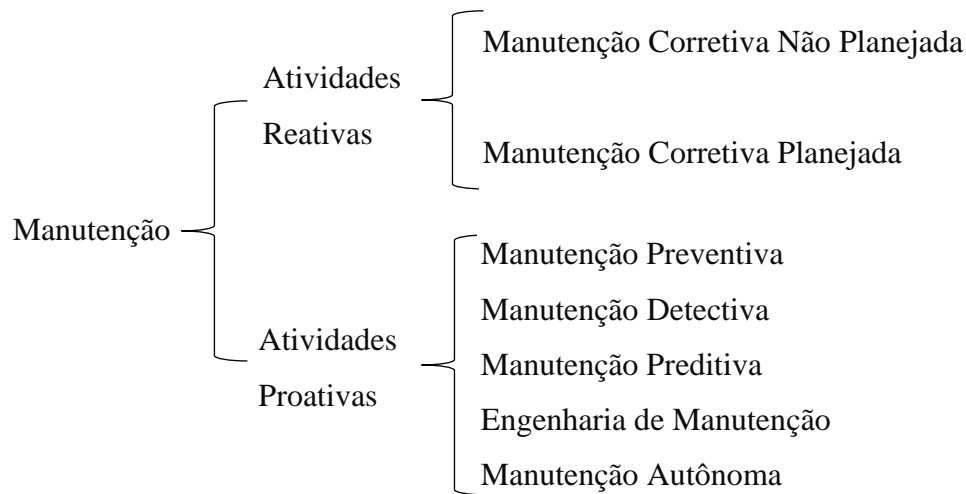 Manutenção
Atividades
Reativas
Manutenção Corretiva Não Planejada
Manutenção Corretiva Planejada
Atividades
Proativas
Manutenção Preventiva
Manutenção Detectiva
Manutenção Preditiva
Engenharia de Manutenção
Manutenção Autônoma